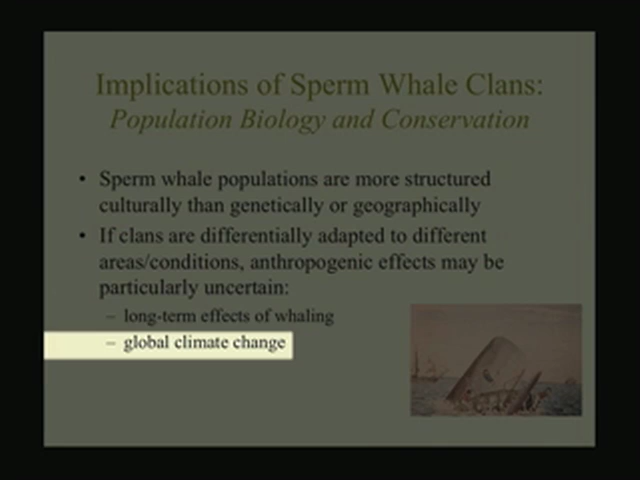 Implications of Sperm Whale Clans:
Population Biology and Conservation
• Sperm whale populations are more structured
culturally than genetically or geographically
• If clans are differentially adapted to different
areas/conditions, anthropogenic effects may be
particularly uncertain:
– long-term effects of whaling
– global climate change